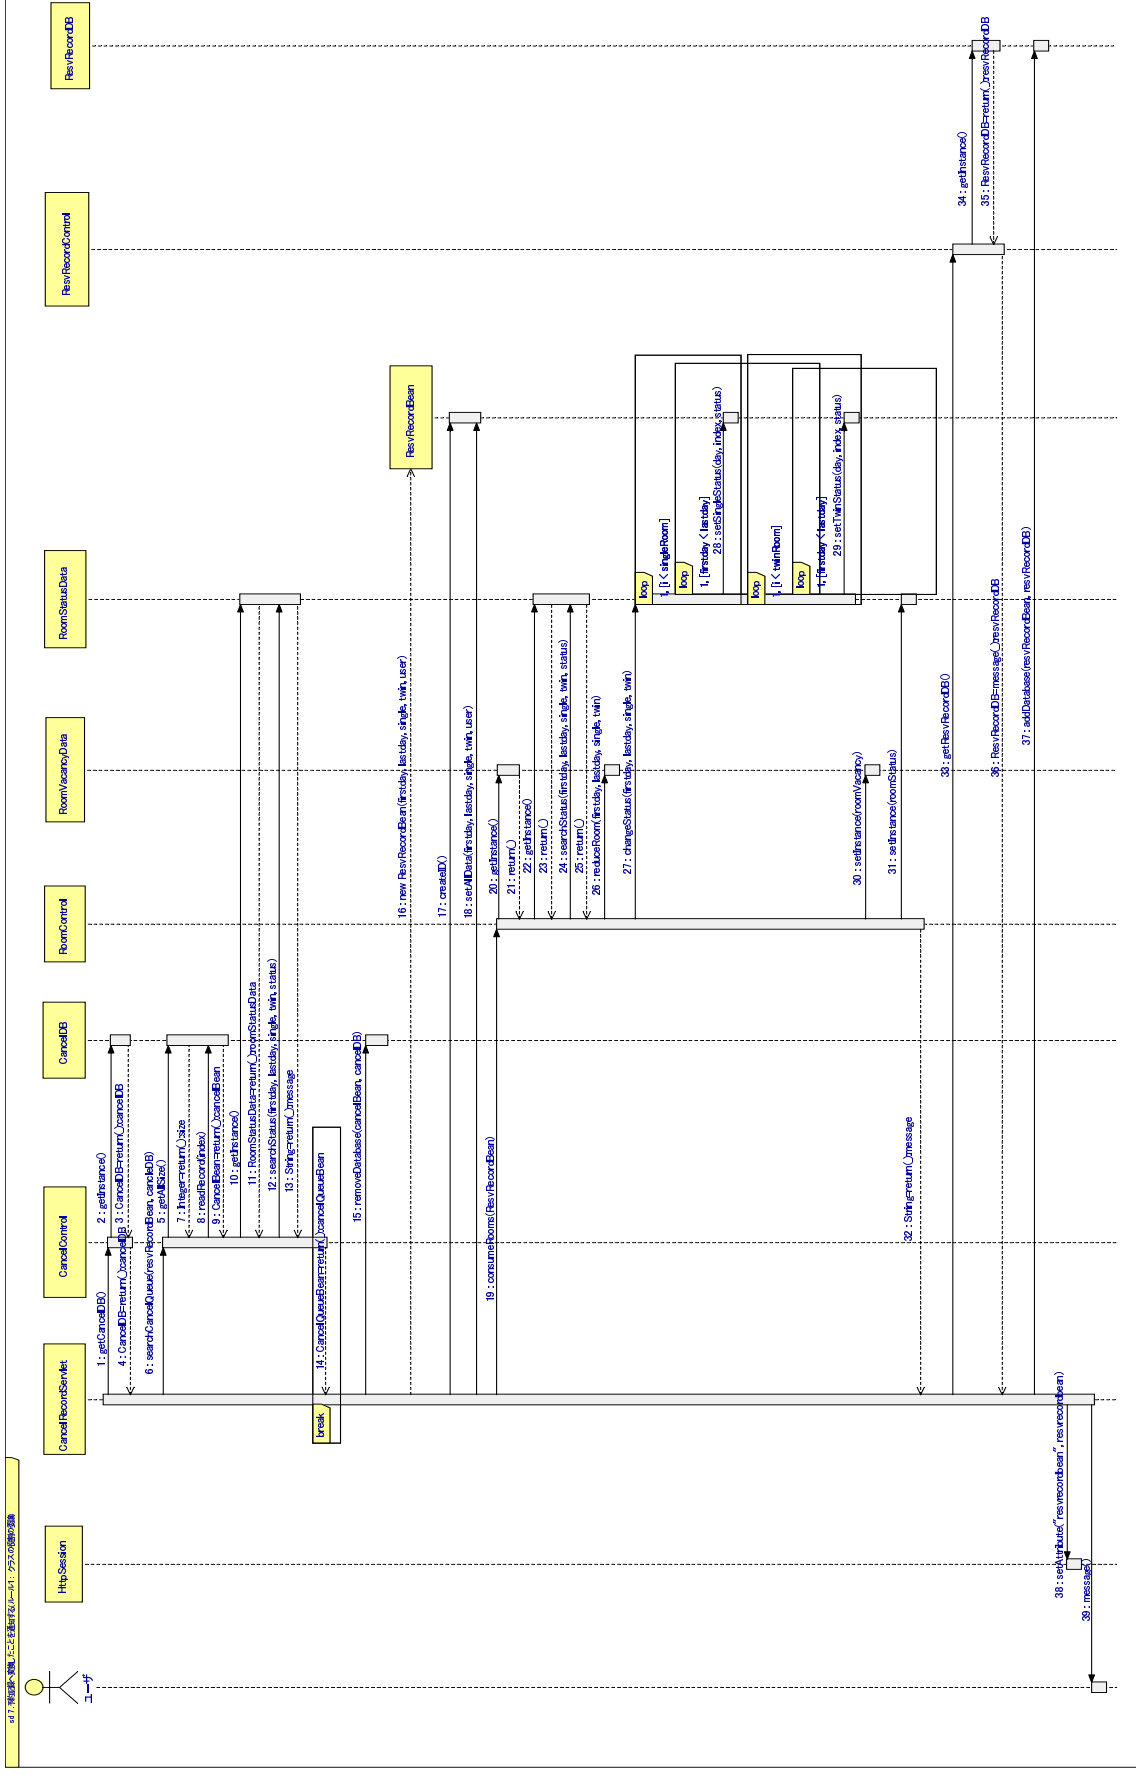 ユーザ
HttpSession
CancelRecordServlet
CancelControl
CancelDB
RoomControl
RoomVacancyData
RoomStatusData
ResvRecordBean
ResvRecordControl
ResvRecordDB
1 : getCancelDB()
2 : getInstance()
3 : CancelDB=return(_):cancelDB
4 : CancelDB=return(_):cancelDB
6 : searchCancelQueue(resvRecordBean, cancleDB)
5 : getAllSize()
7 : Integer=return(_):size
8 : readRecord(index)
9 : CancelBean=return(_):cancelBean
10 : getInstance()
11 : RoomStatusData=return(_):roomStatusData
12 : searchStatus(firstday, lastday, single, twin, status)
13 : String=return(_):message
break
14 : CancelQueueBean=return(_):cancelQueueBean
15 : removeDatabase(cancelBean, cancelDB)
16 : new ResvRecordBean(firstday, lastday, single, twin, user)
17 : createID()
18 : setAllData(firstday, lastday, single, twin, user)
19 : consumeRooms(ResvRecordBean)
20 : getInstance()
21 : return(_)
22 : getInstance()
23 : return(_)
24 : searchStatus(firstday, lastday, single, twin, status)
25 : return(_)
26 : reduceRoom(firstday, lastday, single, twin)
27 : changeStatus(firstday, lastday, single, twin)
loop
1, [i < singleRoom]
loop
1, [firstday < lastday]
28 : setSingleStatus(day, index, status)
loop
1, [i < twinRoom]
loop
1, [firstday < lastday]
29 : setTwinStatus(day, index, status)
30 : setInstance(roomVacancy)
31 : setInstance(roomStatus)
32 : String=return(_):message
33 : getResvRecordDB()
34 : getInstance()
35 : ResvRecordDB=return(_):resvRecordDB
36 : ResvRecordDB=message(_):resvRecordDB
37 : addDatabase(resvRecordBean, resvRecordDB)
38 : setAttribute("resvrecordbean", resvrecordbean)
39 : message()